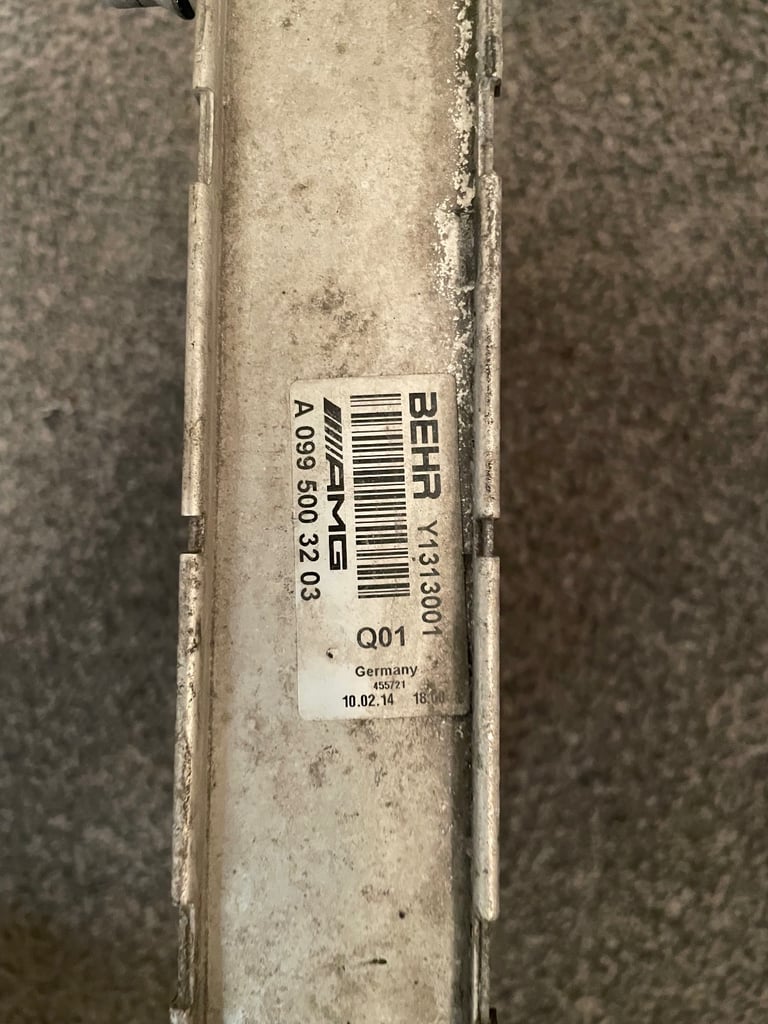 BEHR Y1313001
AMG
A 099 500 32 03
Q01
Germany
455721
10.02.14